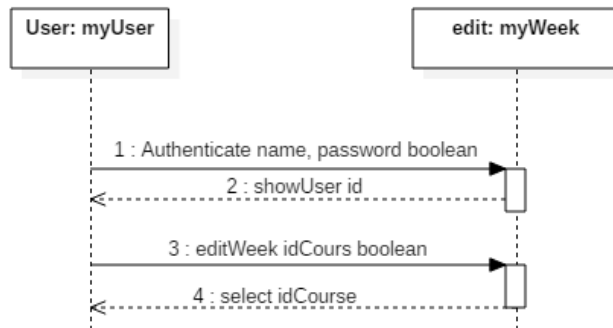 User: myUser
edit: myWeek
1 : Authenticate name, password boolean
2 : showUser id
3 : editWeek idCours boolean
4 : select idCourse